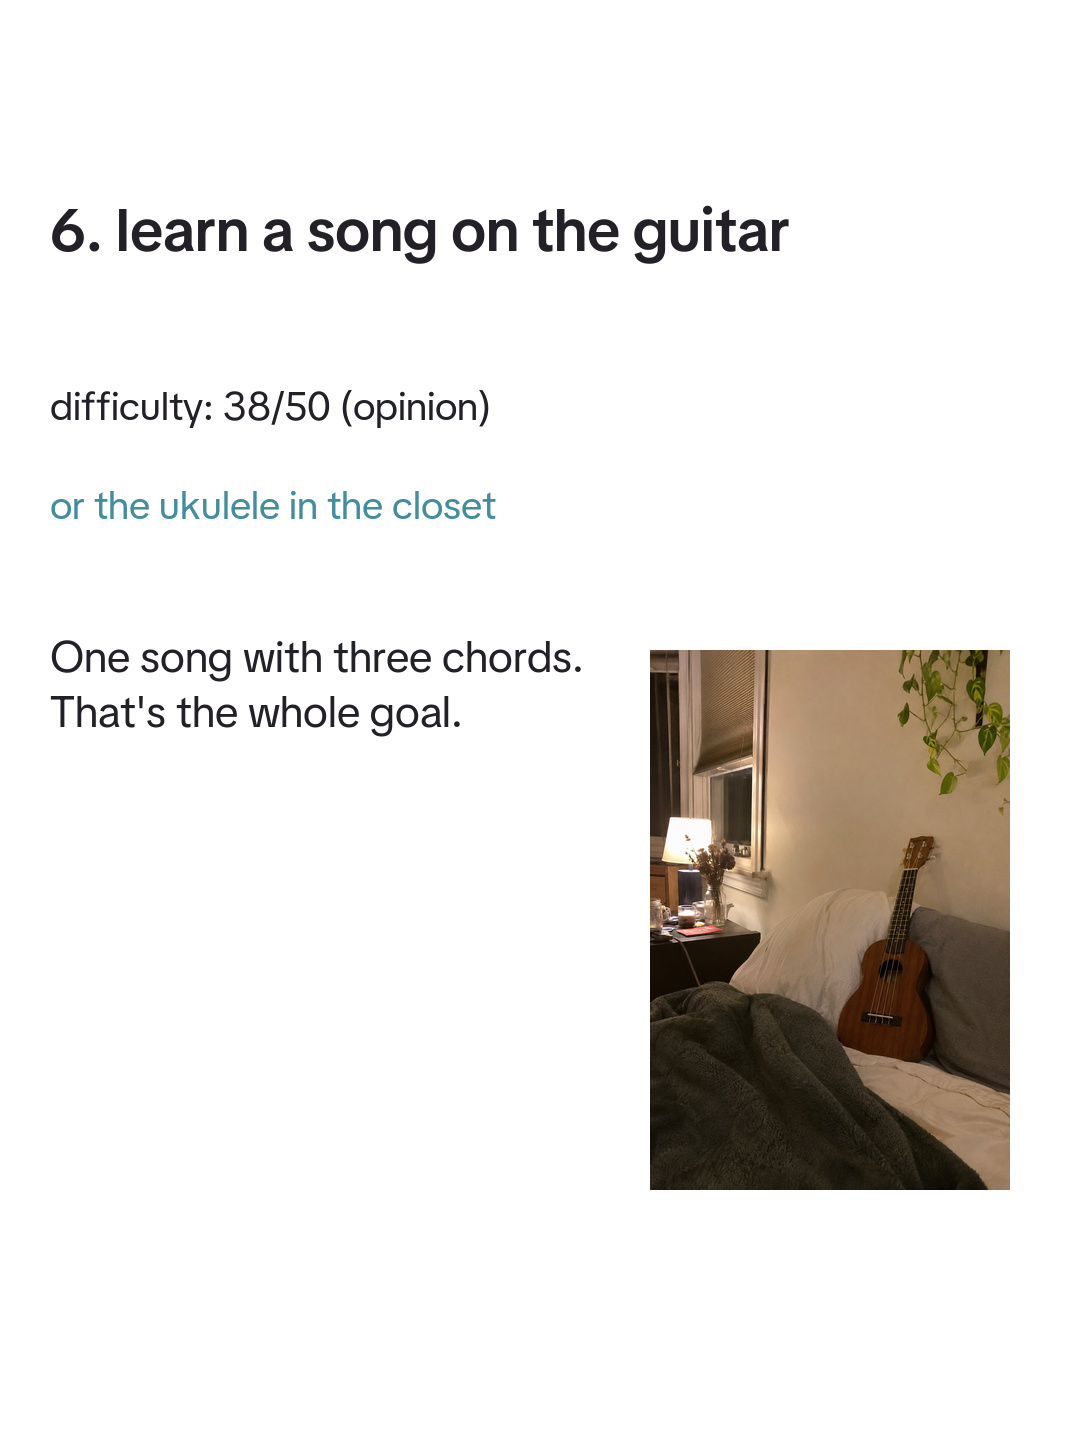 6. learn a song on the guitar
difficulty: 38/50 (opinion)
or the ukulele in the closet
One song with three chords.
That's the whole goal.